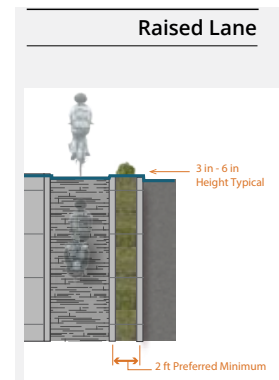 Raised Lane
3 in - 6 in
Height Typical
2 ft Preferred Minimum